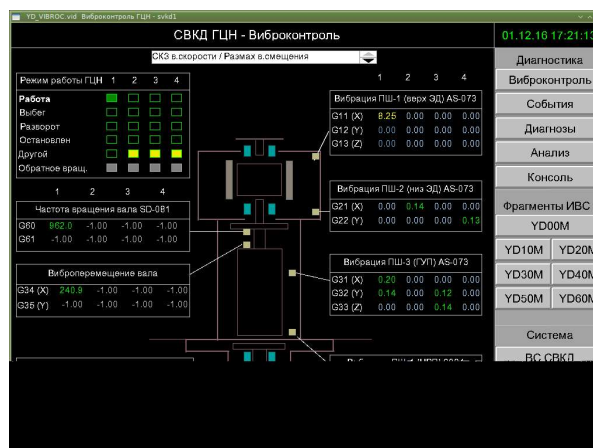 YD_VIBROC.vid Виброконтроль ГЦН - svkd1
СВКД ГЦН - Виброконтроль
01.12.16 17:21:13
СКЗ в.скорости / Размах в.смещения
Режим работы ГЦН 1 2 3 4
Работа
Выбег
Разворот
Остановлен
Другой
Обратное вращ.
1 2 3 4
Частота вращения вала SD-081
G60 962.0 -1.00 -1.00 -1.00
G61 -1.00 -1.00 -1.00 -1.00
Виброперемещение вала
G34 (X) 240.9 -1.00 -1.00 -1.00
G35 (Y) -1.00 -1.00 -1.00 -1.00
1 2 3 4
Вибрация ПШ-1 (верх ЭД) AS-073
G11 (X) 8.25 0.00 0.00 0.00
G12 (Y) 0.00 0.00 0.00 0.00
G13 (Z) 0.00 0.00 0.00 0.00
Вибрация ПШ-2 (низ ЭД) AS-073
G21 (X) 0.00 0.14 0.00 0.00
G22 (Y) 0.00 0.00 0.00 0.13
Вибрация ПШ-3 (ГУП) AS-073
G31 (X) 0.20 0.00 0.00 0.00
G32 (Y) 0.14 0.00 0.12 0.00
G33 (Z) 0.00 0.00 0.14 0.00
Диагностика
Виброконтроль
События
Диагнозы
Анализ
Консоль
Фрагменты ИВС
YD00M
YD10M YD20M
YD30M YD40M
YD50M YD60M
Система
ВС СВКД